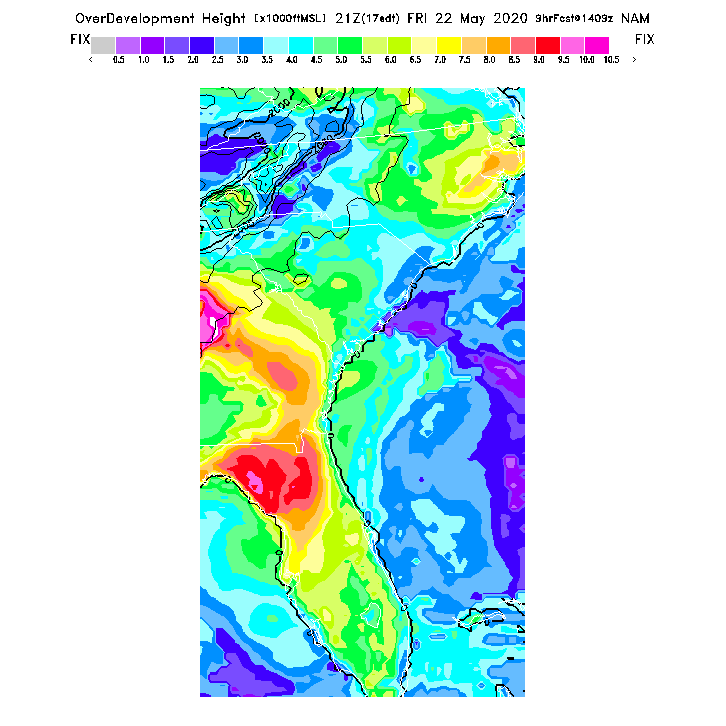 OverDevelopment Height [x1000ftMSL] 21Z(17edt) FRI 22 May 2020 9hrFcst@1409z NAM
FIX FIX
< 0.5 1.0 1.5 2.0 2.5 3.0 3.5 4.0 4.5 5.0 5.5 6.0 6.5 7.0 7.5 8.0 8.5 9.0 9.5 10.0 10.5 >
2000